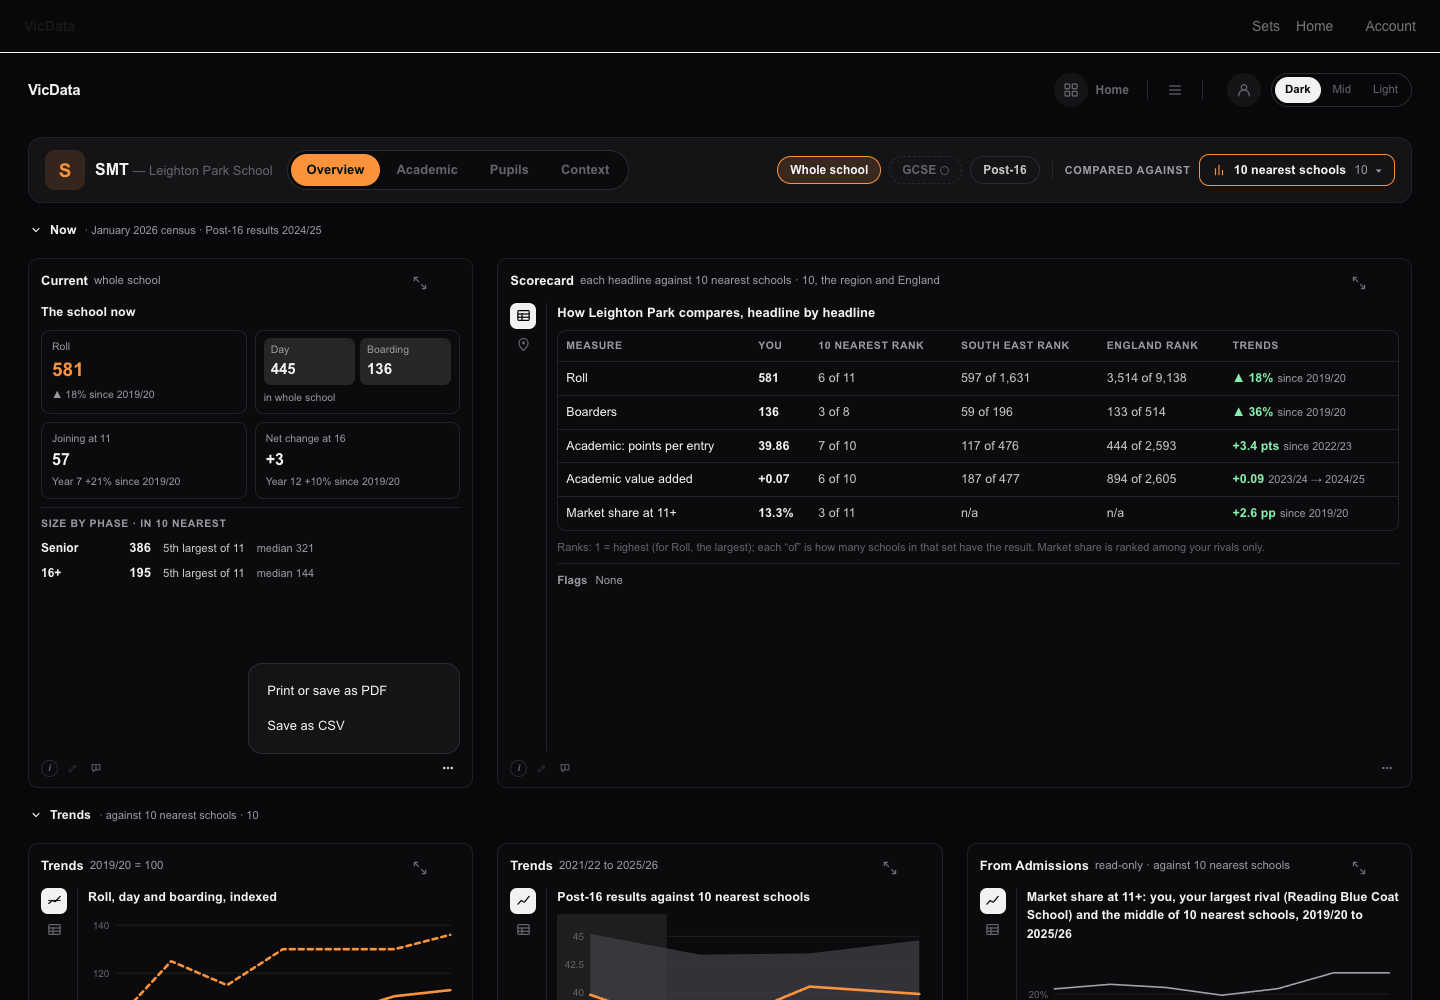 VicData
Sets Home Account
VicData
Home
Dark Mid Light
S SMT — Leighton Park School
Overview Academic Pupils Context
Whole school GCSE Post-16 COMPARED AGAINST 10 nearest schools 10
Now · January 2026 census · Post-16 results 2024/25
Current whole school
The school now
Roll
581
▲ 18% since 2019/20
Day
445
Boarding
136
in whole school
Joining at 11
57
Year 7 +21% since 2019/20
Net change at 16
+3
Year 12 +10% since 2019/20
SIZE BY PHASE · IN 10 NEAREST
Senior 386 5th largest of 11 median 321
16+ 195 5th largest of 11 median 144
Print or save as PDF
Save as CSV
i
Scorecard each headline against 10 nearest schools · 10, the region and England
How Leighton Park compares, headline by headline
MEASURE YOU 10 NEAREST RANK SOUTH EAST RANK ENGLAND RANK TRENDS
Roll 581 6 of 11 597 of 1,631 3,514 of 9,138 ▲ 18% since 2019/20
Boarders 136 3 of 8 59 of 196 133 of 514 ▲ 36% since 2019/20
Academic: points per entry 39.86 7 of 10 117 of 476 444 of 2,593 +3.4 pts since 2022/23
Academic value added +0.07 6 of 10 187 of 477 894 of 2,605 +0.09 2023/24 → 2024/25
Market share at 11+ 13.3% 3 of 11 n/a n/a +2.6 pp since 2019/20
Ranks: 1 = highest (for Roll, the largest); each “of” is how many schools in that set have the result. Market share is ranked among your rivals only.
Flags None
i
Trends · against 10 nearest schools · 10
Trends 2019/20 = 100
Roll, day and boarding, indexed
140
120
Trends 2021/22 to 2025/26
Post-16 results against 10 nearest schools
45
42.5
40
From Admissions read-only · against 10 nearest schools
Market share at 11+: you, your largest rival (Reading Blue Coat
School) and the middle of 10 nearest schools, 2019/20 to
2025/26
20%